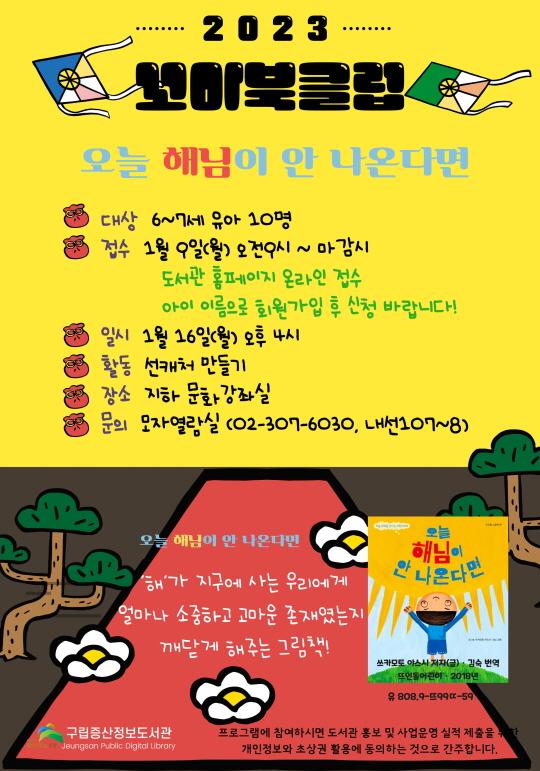 2023
꼬마북클럽
오늘 해님이 안 나온다면
대상 6~7세 유아 10명
접수 1월 9일(월) 오전9시 ~ 마감시
도서관 홈페이지 온라인 접수
아이 이름으로 회원가입 후 신청 바랍니다!
일시 1월 16일(월) 오후 4시
활동 선캐처 만들기
장소 지하 문화강좌실
문의 모자열람실 (02-307-6030, 내선107~8)
오늘 해님이 안 나온다면
'해'가 지구에 사는 우리에게
얼마나 소중하고 고마운 존재였는지
깨닫게 해주는 그림책!
오늘
해님이
안 나온다면
쓰카모토 야스시 저자(글) · 김숙 번역
뜨인돌어린이 · 2018년
유 808.9-뜨99ㄸ-59
구립증산정보도서관
Jeungsan Public Digital Library
프로그램에 참여하시면 도서관 홍보 및 사업운영 실적 제출을 위한
개인정보와 초상권 활용에 동의하는 것으로 간주합니다.